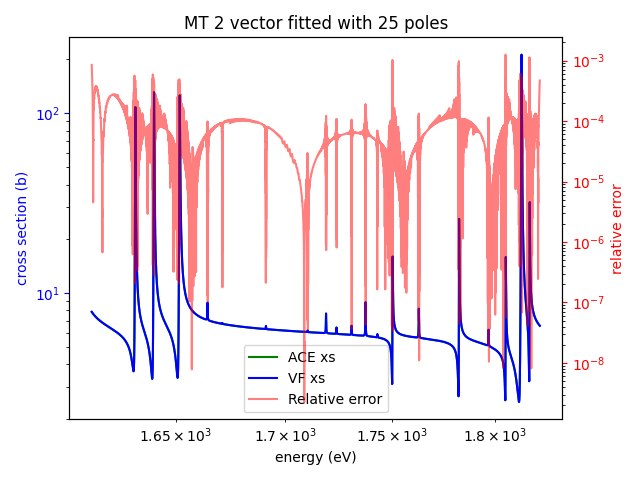 MT 2 vector fitted with 25 poles
cross section (b)
10²
10¹
10⁻³
10⁻⁴
10⁻⁵
10⁻⁶
10⁻⁷
10⁻⁸
relative error
ACE xs
VF xs
Relative error
1.65 × 10³
1.7 × 10³
1.75 × 10³
1.8 × 10³
energy (eV)